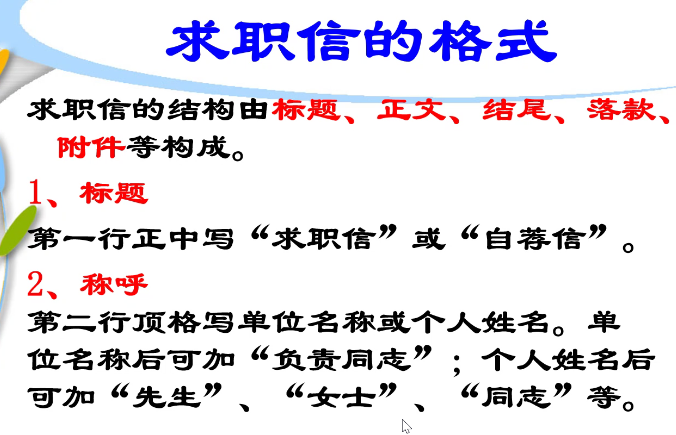 求职信的格式
求职信的结构由标题、正文、结尾、落款、
附件等构成。
1、标题
第一行正中写“求职信”或“自荐信”。
2、称呼
第二行顶格写单位名称或个人姓名。单
位名称后可加“负责同志”；个人姓名后
可加“先生”、“女士”、“同志”等。